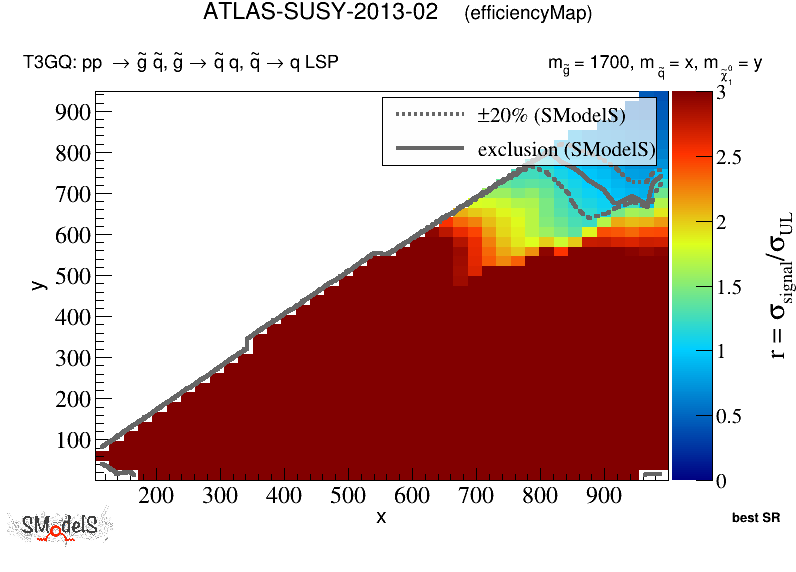 ATLAS-SUSY-2013-02 (efficiencyMap)
T3GQ: pp → g̃ q̃, g̃ → q̃ q, q̃ → q LSP
m_g̃ = 1700, m_q̃ = x, m_χ̃⁰₁ = y
±20% (SModelS)
exclusion (SModelS)
900
800
700
600
500
400
300
200
100
y
200 300 400 500 600 700 800 900
x
3
2.5
2
1.5
1
0.5
0
r = σ_signal/σ_UL
SModelS
best SR